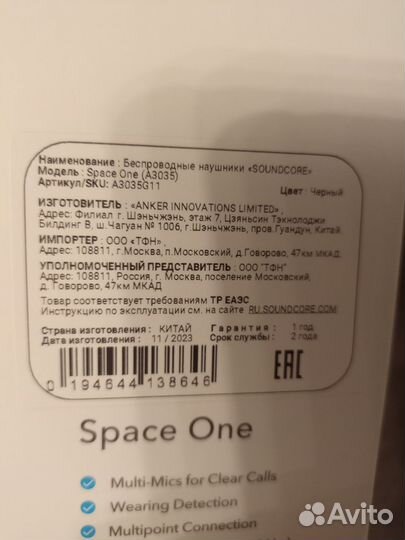 Наименование : Беспроводные наушники «SOUNDCORE»
Модель : Space One (A3035)
Артикул/SKU: A3035G11
Цвет: Черный
ИЗГОТОВИТЕЛЬ : «ANKER INNOVATIONS LIMITED» ,
Адрес: Филиал г.Шэньчжэнь, этаж 7, Цзяньсин Тэкнолоджи
Билдинг B, ш.Чагуан № 1006, г.Шэньчжэнь, пров.Гуандун, Китай.
ИМПОРТЕР : ООО «ТФН»
Адрес: 108811, г.Москва, п.Московский, д.Говорово, 47км МКАД.
УПОЛНОМОЧЕННЫЙ ПРЕДСТАВИТЕЛЬ : ООО "ТФН"
Адрес: 108811, Россия, г. Москва, поселение Московский,
д. Говорово, 47км МКАД
Товар соответствует требованиям ТР ЕАЭС
Инструкцию по эксплуатации см. на сайте RU.SOUNDCORE.COM
Страна изготовления : КИТАЙ Гарантия : 1 год
Дата изготовления : 11 / 2023 Срок службы : 2 года
0 194644 138646
EAC
Space One
Multi-Mics for Clear Calls
Wearing Detection
Multipoint Connection
Avito